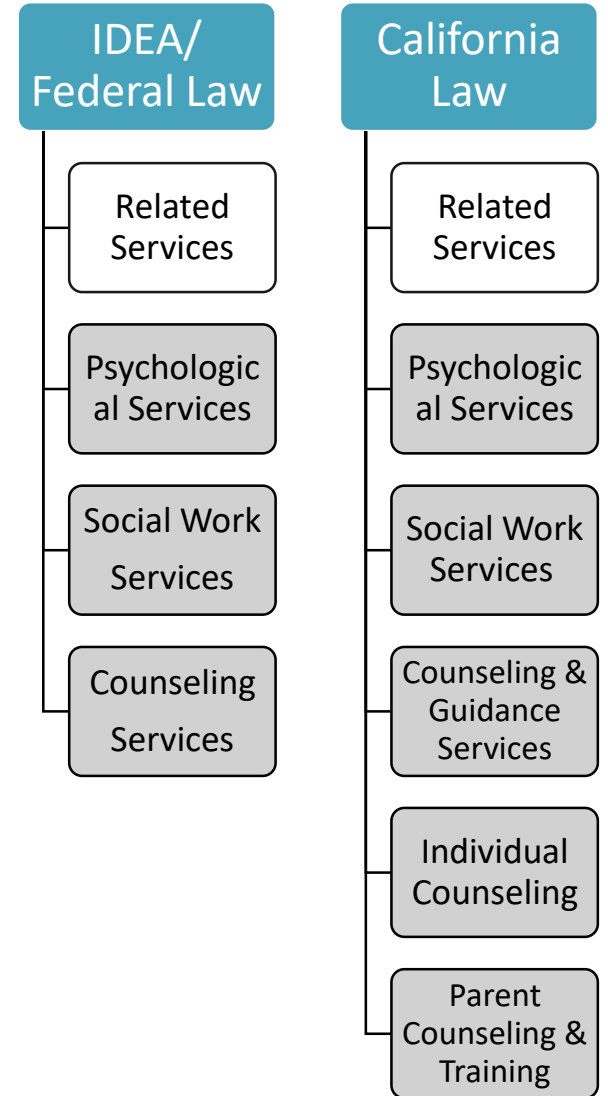 IDEA/
Federal Law
Related
Services
Psychologic
al Services
Social Work
Services
Counseling
Services
California
Law
Related
Services
Psychologic
al Services
Social Work
Services
Counseling &
Guidance
Services
Individual
Counseling
Parent
Counseling &
Training